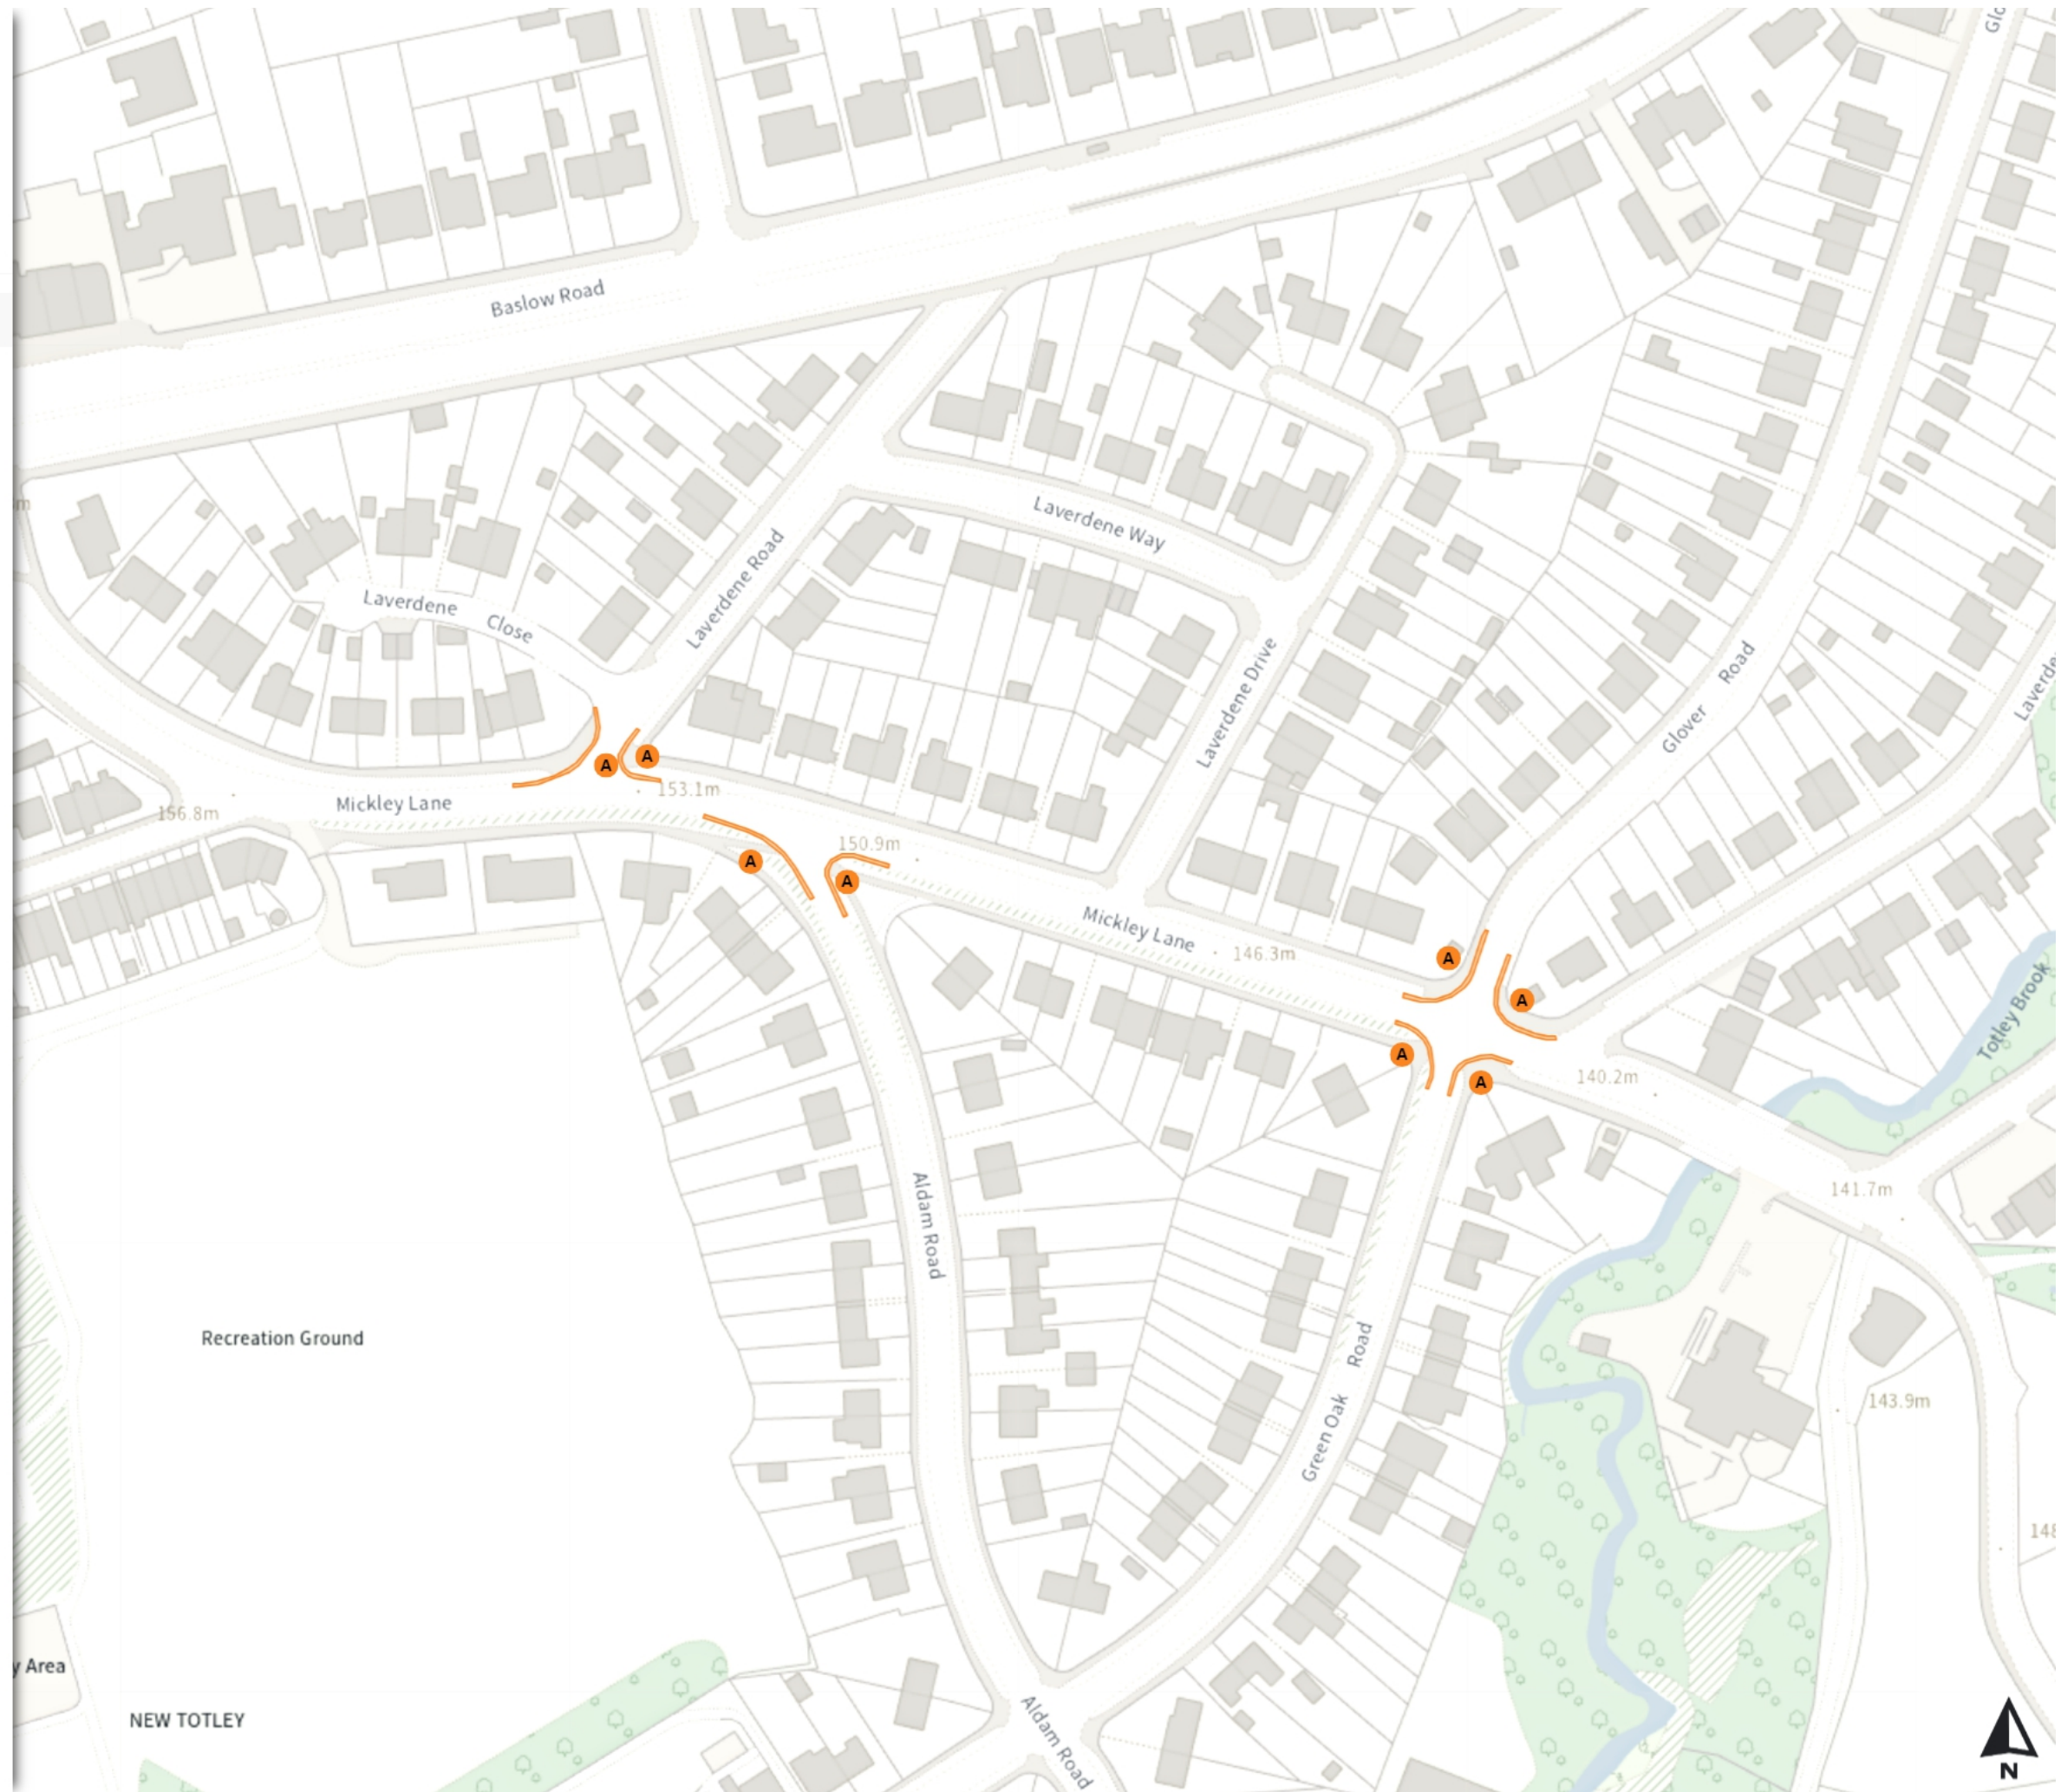 Baslow Road
Laverdene Way
Laverdene Road
Laverdene
Close
Laverdene Drive
Glover
Road
A
A
153.1m
Mickley Lane
156.8m
150.9m
A
A
Mickley Lane
146.3m
A
A
A
A
140.2m
Totley Brook
141.7m
Aldam Road
Recreation Ground
Road
Green Oak
143.9m
148
y Area
NEW TOTLEY
Aldam Road
N